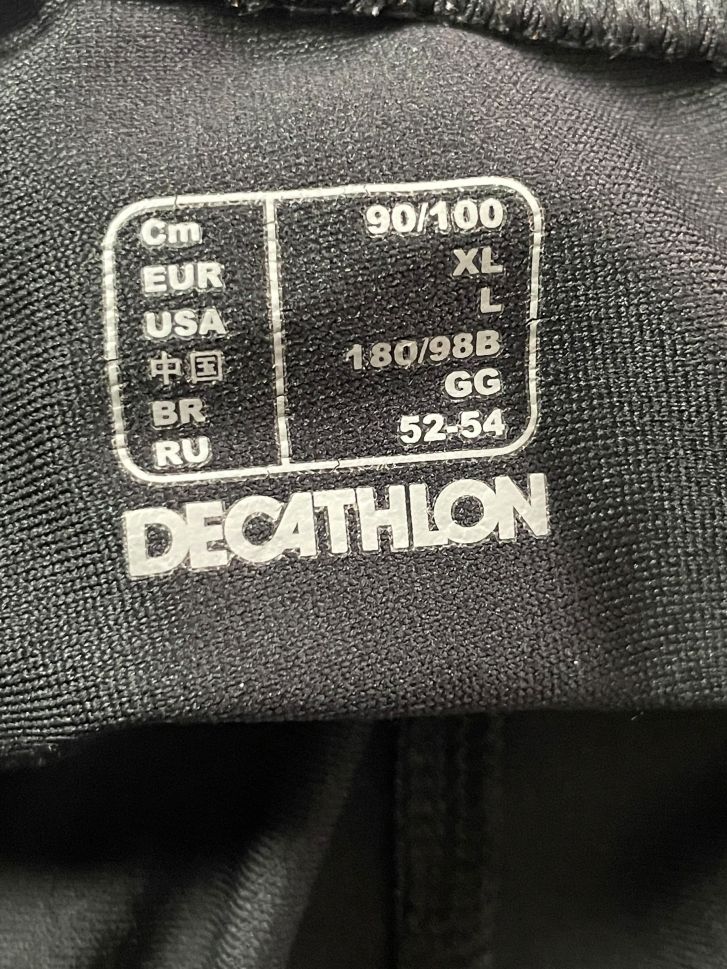 Cm 90/100
EUR XL
USA L
中国 180/98B
BR GG
RU 52-54
DECATHLON